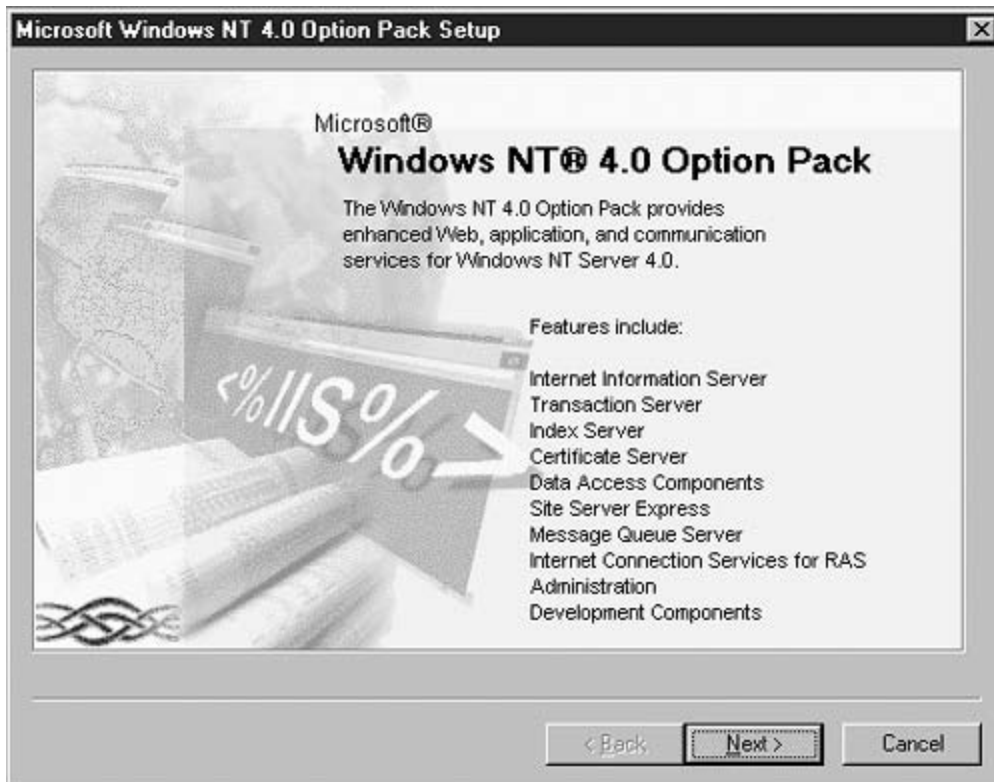 Microsoft Windows NT 4.0 Option Pack Setup
Microsoft®
Windows NT® 4.0 Option Pack
The Windows NT 4.0 Option Pack provides
enhanced Web, application, and communication
services for Windows NT Server 4.0.
Features include:
<%IIS%>
Internet Information Server
Transaction Server
Index Server
Certificate Server
Data Access Components
Site Server Express
Message Queue Server
Internet Connection Services for RAS
Administration
Development Components
< Back
Next >
Cancel